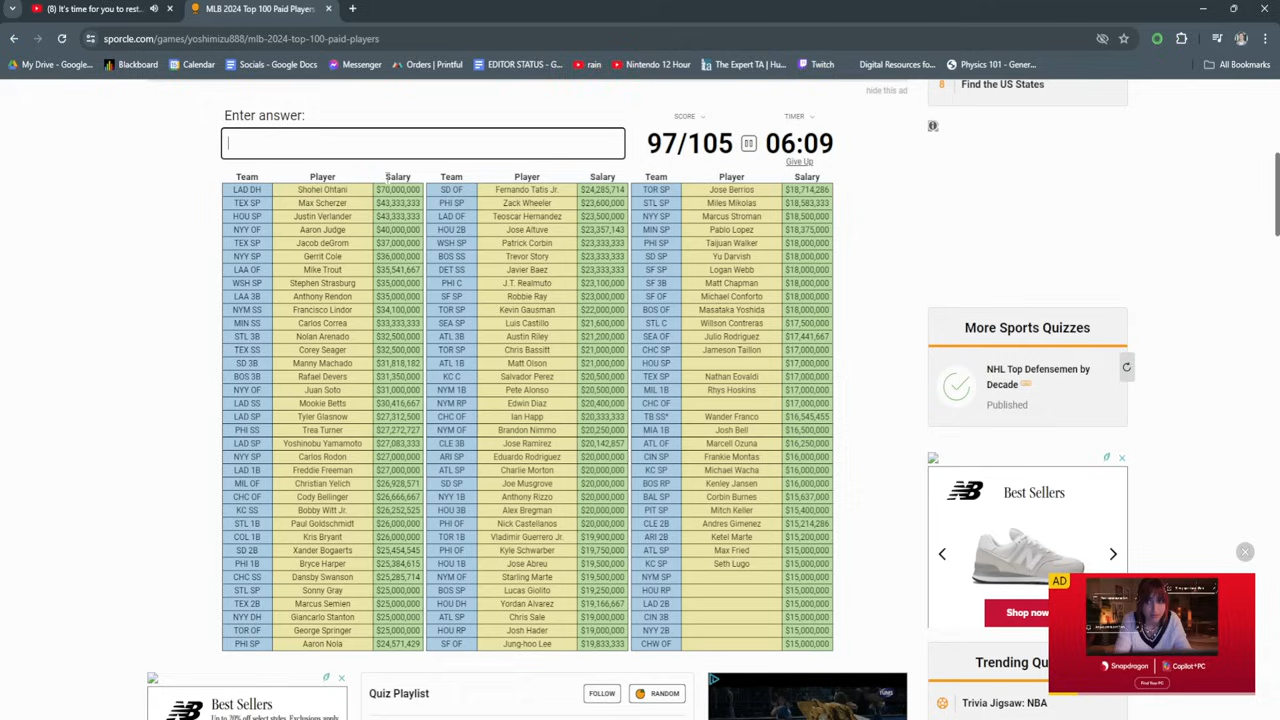 (8) It's time for you to rest
MLB 2024 Top 100 Paid Players
sporcle.com/games/yoshimizu888/mlb-2024-top-100-paid-players
My Drive - Google...
Blackboard
Calendar
Socials - Google Docs
Messenger
Orders | Printful
EDITOR STATUS - G...
rain
Nintendo 12 Hour
The Expert TA | Hu...
Twitch
Digital Resources fo...
Physics 101 - Gener...
All Bookmarks
hide this ad
8 Find the US States
Enter answer:
SCORE
TIMER
97/105
06:09
Give Up
Team Player Salary Team Player Salary Team Player Salary
LAD DH Shohei Ohtani $70,000,000 SD OF Fernando Tatis Jr. $24,285,714 TOR SP Jose Berrios $18,714,286
TEX SP Max Scherzer $43,333,333 PHI SP Zack Wheeler $23,600,000 STL SP Miles Mikolas $18,583,333
HOU SP Justin Verlander $43,333,333 LAD OF Teoscar Hernandez $23,500,000 NYY SP Marcus Stroman $18,500,000
NYY OF Aaron Judge $40,000,000 HOU 2B Jose Altuve $23,357,143 MIN SP Pablo Lopez $18,375,000
TEX SP Jacob deGrom $37,000,000 WSH SP Patrick Corbin $23,333,333 PHI SP Taijuan Walker $18,000,000
NYY SP Gerrit Cole $36,000,000 BOS SS Trevor Story $23,333,333 SD SP Yu Darvish $18,000,000
LAA OF Mike Trout $35,541,667 DET SS Javier Baez $23,333,333 SF SP Logan Webb $18,000,000
WSH SP Stephen Strasburg $35,000,000 PHI C J.T. Realmuto $23,100,000 SF 3B Matt Chapman $18,000,000
LAA 3B Anthony Rendon $35,000,000 SF SP Robbie Ray $23,000,000 SF OF Michael Conforto $18,000,000
NYM SS Francisco Lindor $34,100,000 TOR SP Kevin Gausman $22,000,000 BOS OF Masataka Yoshida $18,000,000
MIN SS Carlos Correa $33,333,333 SEA SP Luis Castillo $21,600,000 STL C Willson Contreras $17,500,000
STL 3B Nolan Arenado $32,500,000 ATL 3B Austin Riley $21,200,000 SEA OF Julio Rodriguez $17,441,667
TEX SS Corey Seager $32,500,000 TOR SP Chris Bassitt $21,000,000 CHC SP Jameson Taillon $17,000,000
SD 3B Manny Machado $31,818,182 ATL 1B Matt Olson $21,000,000 HOU SP $17,000,000
BOS 3B Rafael Devers $31,350,000 KC C Salvador Perez $20,500,000 TEX SP Nathan Eovaldi $17,000,000
NYY OF Juan Soto $31,000,000 NYM 1B Pete Alonso $20,500,000 MIL 1B Rhys Hoskins $17,000,000
LAD SS Mookie Betts $30,416,667 NYM RP Edwin Diaz $20,400,000 CHC OF $17,000,000
LAD SP Tyler Glasnow $27,312,500 CHC OF Ian Happ $20,333,333 TB SS* Wander Franco $16,545,455
PHI SS Trea Turner $27,272,727 NYM OF Brandon Nimmo $20,250,000 MIA 1B Josh Bell $16,500,000
LAD SP Yoshinobu Yamamoto $27,083,333 CLE 3B Jose Ramirez $20,142,857 ATL OF Marcell Ozuna $16,250,000
NYY SP Carlos Rodon $27,000,000 ARI SP Eduardo Rodriguez $20,000,000 CIN SP Frankie Montas $16,000,000
LAD 1B Freddie Freeman $27,000,000 ATL SP Charlie Morton $20,000,000 KC SP Michael Wacha $16,000,000
MIL OF Christian Yelich $26,928,571 SD SP Joe Musgrove $20,000,000 BOS RP Kenley Jansen $16,000,000
CHC OF Cody Bellinger $26,666,667 NYY 1B Anthony Rizzo $20,000,000 BAL SP Corbin Burnes $15,637,000
KC SS Bobby Witt Jr. $26,252,525 HOU 3B Alex Bregman $20,000,000 PIT SP Mitch Keller $15,400,000
STL 1B Paul Goldschmidt $26,000,000 PHI OF Nick Castellanos $20,000,000 CLE 2B Andres Gimenez $15,214,286
COL 1B Kris Bryant $26,000,000 TOR 1B Vladimir Guerrero Jr. $19,900,000 ARI 2B Ketel Marte $15,200,000
SD 2B Xander Bogaerts $25,454,545 PHI OF Kyle Schwarber $19,750,000 ATL SP Max Fried $15,000,000
PHI 1B Bryce Harper $25,384,615 HOU 1B Jose Abreu $19,500,000 KC SP Seth Lugo $15,000,000
CHC SS Dansby Swanson $25,285,714 NYM OF Starling Marte $19,500,000 NYM SP $15,000,000
STL SP Sonny Gray $25,000,000 BOS SP Lucas Giolito $19,250,000 HOU RP $15,000,000
TEX 2B Marcus Semien $25,000,000 HOU DH Yordan Alvarez $19,166,667 LAD 2B $15,000,000
NYY DH Giancarlo Stanton $25,000,000 ATL SP Chris Sale $19,000,000 CIN 3B $15,000,000
TOR OF George Springer $25,000,000 HOU RP Josh Hader $19,000,000 NYY 2B $15,000,000
PHI SP Aaron Nola $24,571,429 SF OF Jung-hoo Lee $19,833,333 CHW OF $15,000,000
More Sports Quizzes
NHL Top Defensemen by
Decade
Published
Best Sellers
Shop now
AD
Snapdragon
Copilot+PC
Find Your PC
Trending Qu
Trivia Jigsaw: NBA
Best Sellers
Up to 20% off select styles. Exclusions apply.
Quiz Playlist
FOLLOW
RANDOM